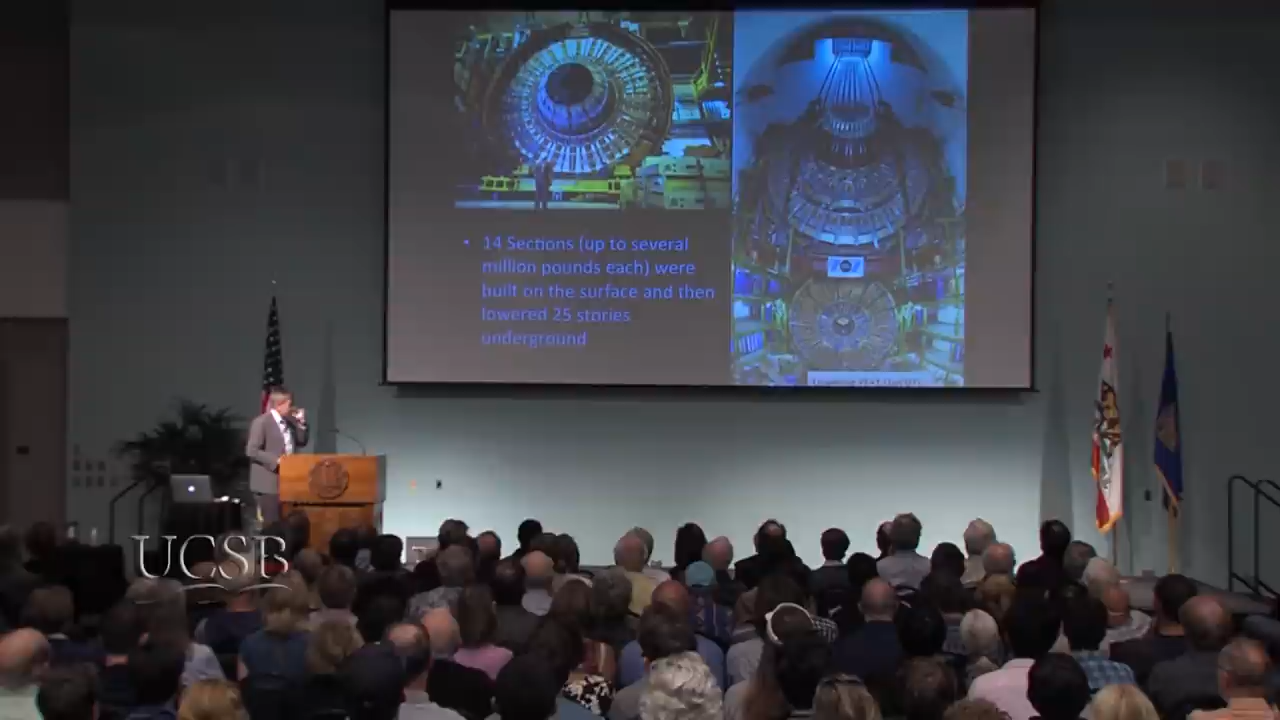 • 14 Sections (up to several
million pounds each) were
built on the surface and then
lowered 25 stories
underground
UCSB